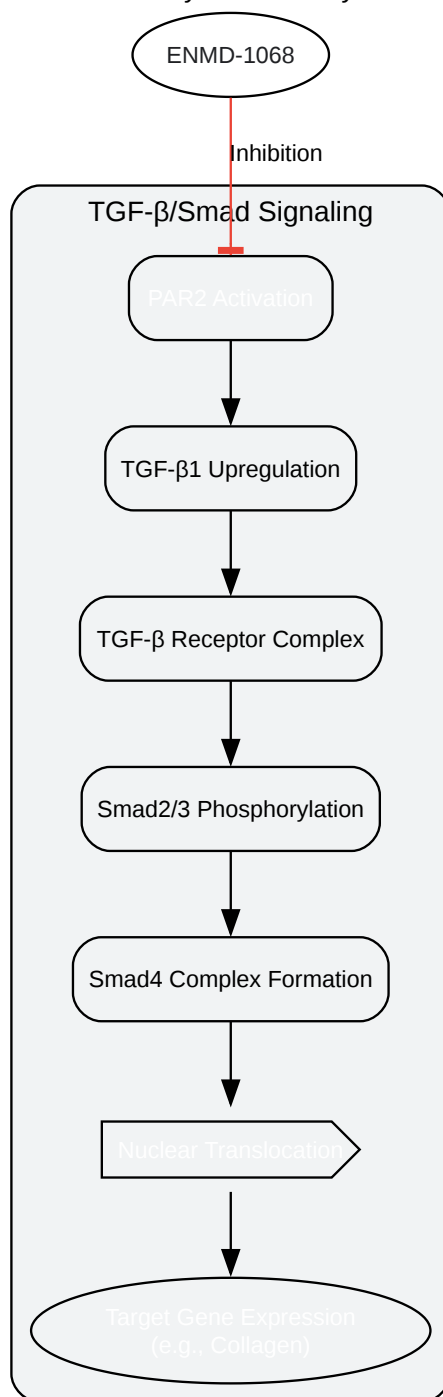 ENMD-1068
Inhibition
TGF-β/Smad Signaling
PAR2 Activation
TGF-β1 Upregulation
TGF-β Receptor Complex
Smad2/3 Phosphorylation
Smad4 Complex Formation
Nuclear Translocation
Target Gene Expression
(e.g., Collagen)